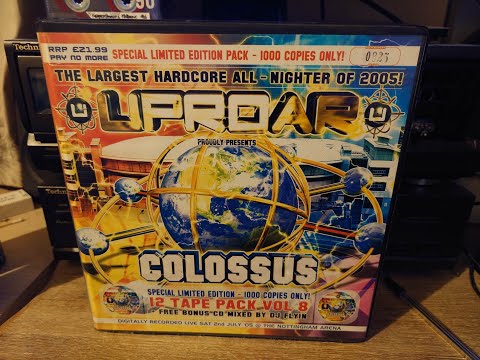 90
Technics
RRP £21.99
PAY NO MORE
SPECIAL LIMITED EDITION PACK - 1000 COPIES ONLY!
THE LARGEST HARDCORE ALL-NIGHTER OF 2005!
UPROAR
PROUDLY PRESENTS
COLOSSUS
SPECIAL LIMITED EDITION - 1000 COPIES ONLY!
12 TAPE PACK VOL 8
+ FREE BONUS CD MIXED BY DJ FLYIN
DIGITALLY RECORDED LIVE SAT 2nd JULY '05 @ THE NOTTINGHAM ARENA